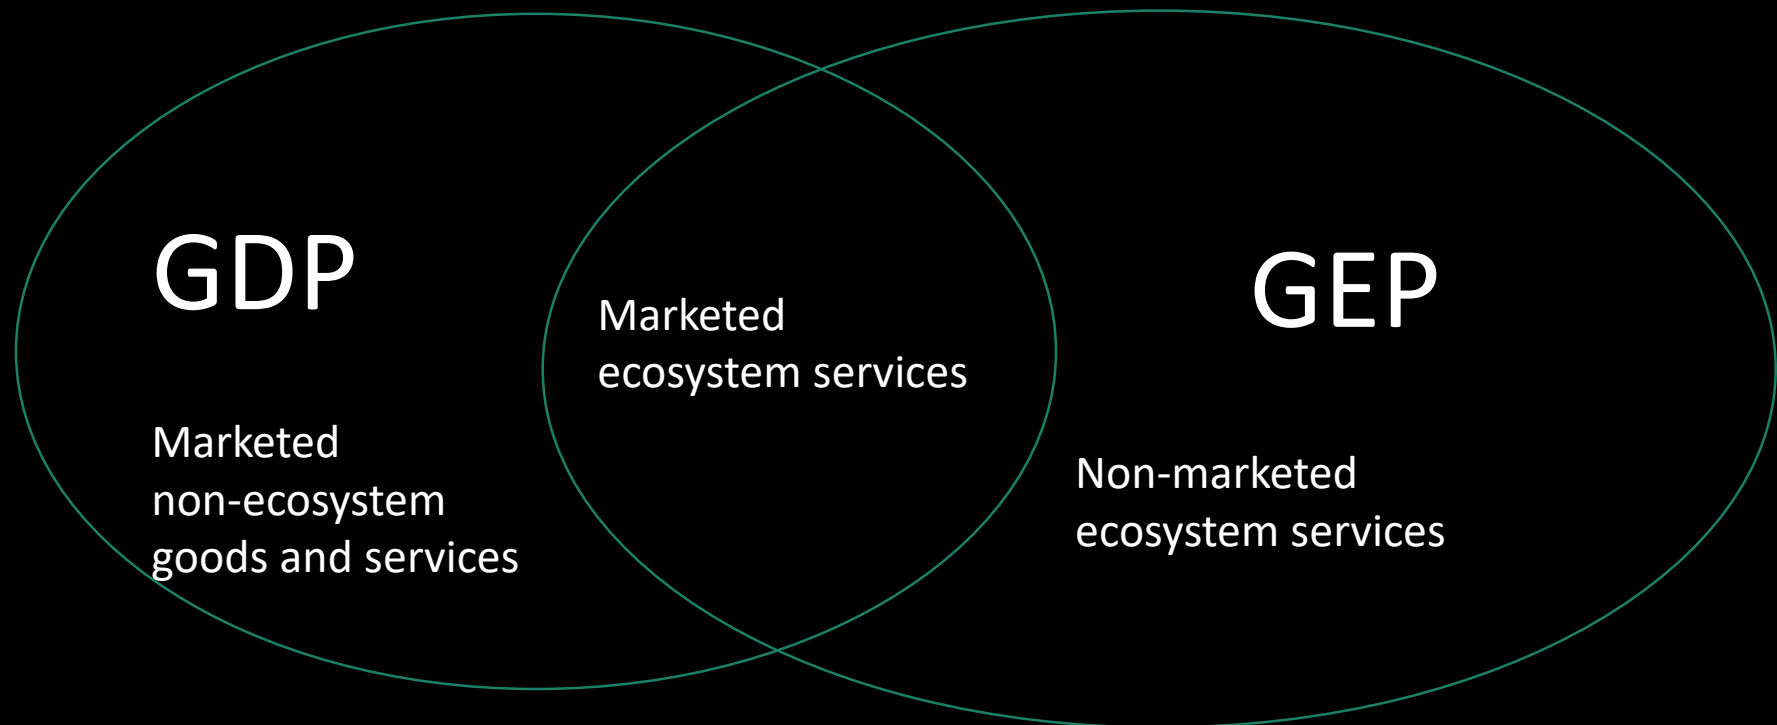 GDP
Marketed
non-ecosystem
goods and services
Marketed
ecosystem services
GEP
Non-marketed
ecosystem services